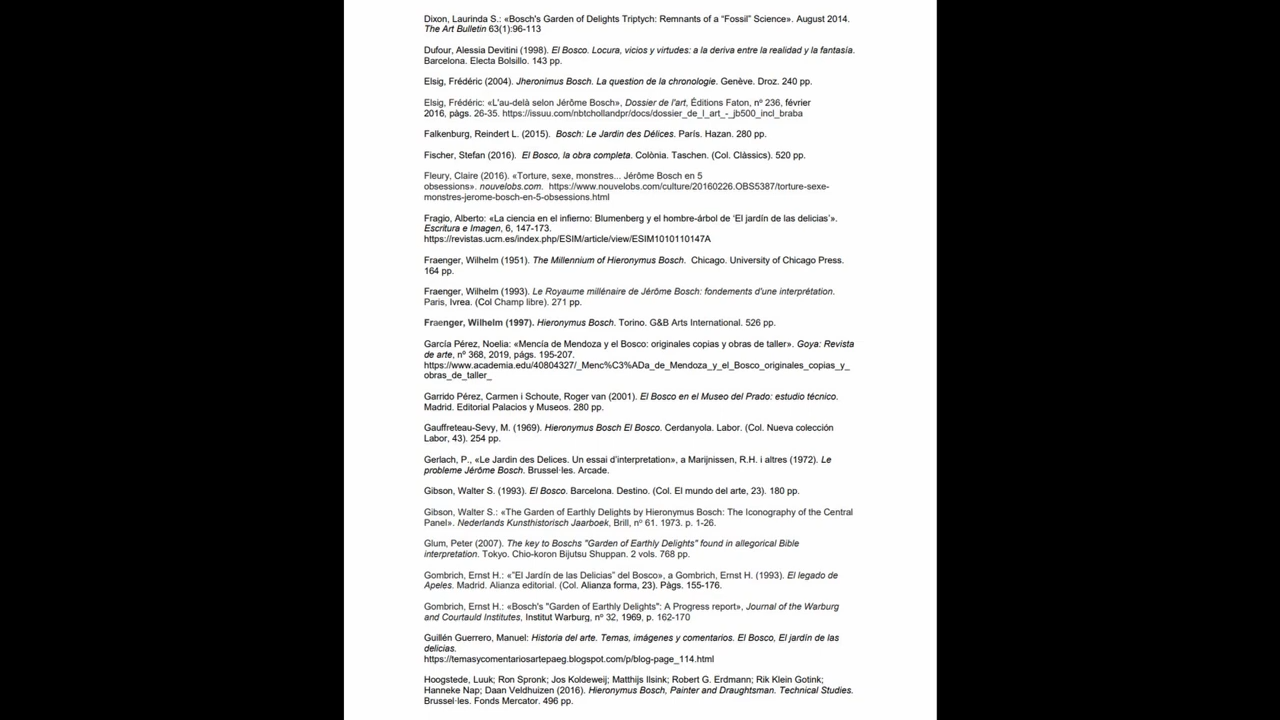 Dixon, Laurinda S.: «Bosch's Garden of Delights Triptych: Remnants of a “Fossil” Science». August 2014.
The Art Bulletin 63(1):96-113
Dufour, Alessia Devitini (1998). El Bosco. Locura, vicios y virtudes: a la deriva entre la realidad y la fantasía.
Barcelona. Electa Bolsillo. 143 pp.
Elsig, Frédéric (2004). Jheronimus Bosch. La question de la chronologie. Genève. Droz. 240 pp.
Elsig, Frédéric: «L'au-delà selon Jérôme Bosch», Dossier de l'art, Éditions Faton, nº 236, février
2016, pàgs. 26-35. https://issuu.com/nbtchollandpr/docs/dossier_de_l_art_-_jb500_incl_braba
Falkenburg, Reindert L. (2015). Bosch: Le Jardin des Délices. París. Hazan. 280 pp.
Fischer, Stefan (2016). El Bosco, la obra completa. Colònia. Taschen. (Col. Clàssics). 520 pp.
Fleury, Claire (2016). «Torture, sexe, monstres... Jérôme Bosch en 5
obsessions». nouvelobs.com. https://www.nouvelobs.com/culture/20160226.OBS5387/torture-sexe-
monstres-jerome-bosch-en-5-obsessions.html
Fragio, Alberto: «La ciencia en el infierno: Blumenberg y el hombre-árbol de ‘El jardín de las delicias’».
Escritura e Imagen, 6, 147-173.
https://revistas.ucm.es/index.php/ESIM/article/view/ESIM1010110147A
Fraenger, Wilhelm (1951). The Millennium of Hieronymus Bosch. Chicago. University of Chicago Press.
164 pp.
Fraenger, Wilhelm (1993). Le Royaume millénaire de Jérôme Bosch: fondements d'une interprétation.
Paris, Ivrea. (Col Champ libre). 271 pp.
Fraenger, Wilhelm (1997). Hieronymus Bosch. Torino. G&B Arts International. 526 pp.
García Pérez, Noelia: «Mencía de Mendoza y el Bosco: originales copias y obras de taller». Goya: Revista
de arte, nº 368, 2019, págs. 195-207.
https://www.academia.edu/40804327/_Menc%C3%ADa_de_Mendoza_y_el_Bosco_originales_copias_y_
obras_de_taller_
Garrido Pérez, Carmen i Schoute, Roger van (2001). El Bosco en el Museo del Prado: estudio técnico.
Madrid. Editorial Palacios y Museos. 280 pp.
Gauffreteau-Sevy, M. (1969). Hieronymus Bosch El Bosco. Cerdanyola. Labor. (Col. Nueva colección
Labor, 43). 254 pp.
Gerlach, P., «Le Jardin des Delices. Un essai d'interpretation», a Marijnissen, R.H. i altres (1972). Le
probleme Jérôme Bosch. Brussel·les. Arcade.
Gibson, Walter S. (1993). El Bosco. Barcelona. Destino. (Col. El mundo del arte, 23). 180 pp.
Gibson, Walter S.: «The Garden of Earthly Delights by Hieronymus Bosch: The Iconography of the Central
Panel». Nederlands Kunsthistorisch Jaarboek, Brill, nº 61. 1973. p. 1-26.
Glum, Peter (2007). The key to Boschs "Garden of Earthly Delights" found in allegorical Bible
interpretation. Tokyo. Chio-koron Bijutsu Shuppan. 2 vols. 768 pp.
Gombrich, Ernst H.: «”El Jardín de las Delicias” del Bosco», a Gombrich, Ernst H. (1993). El legado de
Apeles. Madrid. Alianza editorial. (Col. Alianza forma, 23). Pàgs. 155-176.
Gombrich, Ernst H.: «Bosch's "Garden of Earthly Delights": A Progress report», Journal of the Warburg
and Courtauld Institutes, Institut Warburg, nº 32, 1969, p. 162-170
Guillén Guerrero, Manuel: Historia del arte. Temas, imágenes y comentarios. El Bosco, El jardín de las
delicias.
https://temasycomentariosartepaeg.blogspot.com/p/blog-page_114.html
Hoogstede, Luuk; Ron Spronk; Jos Koldeweij; Matthijs Ilsink; Robert G. Erdmann; Rik Klein Gotink;
Hanneke Nap; Daan Veldhuizen (2016). Hieronymus Bosch, Painter and Draughtsman. Technical Studies.
Brussel·les. Fonds Mercator. 496 pp.